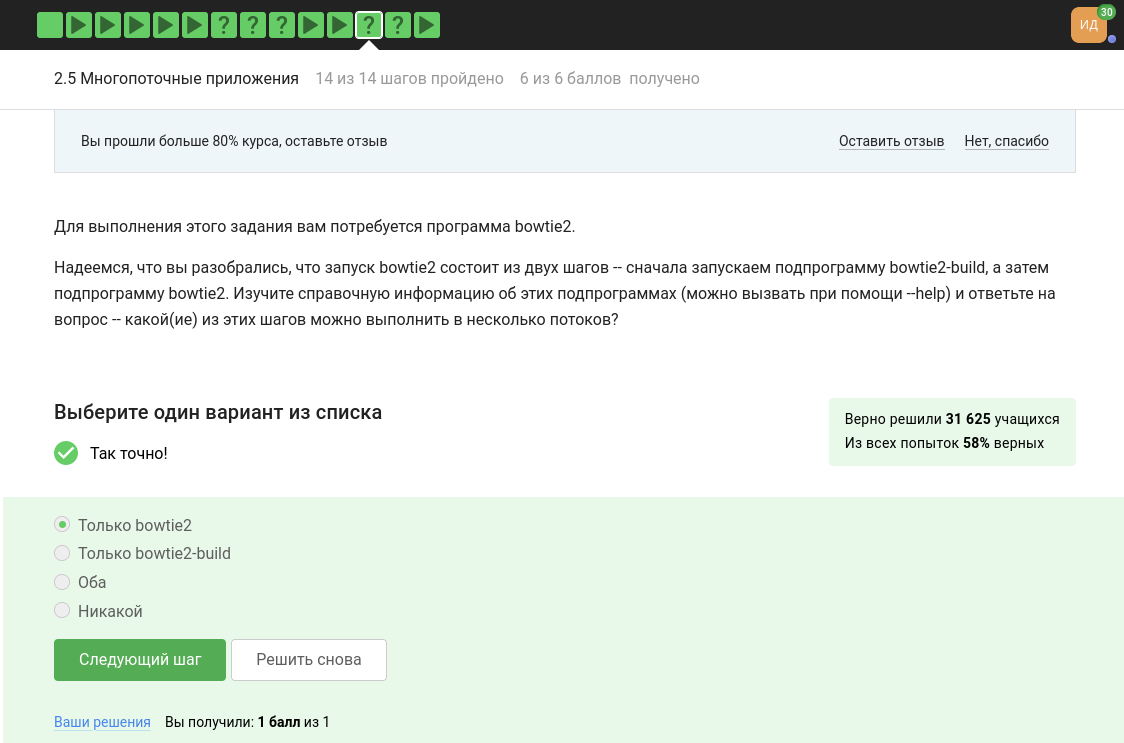 ? ? ? ? ?
ИД 30
2.5 Многопоточные приложения 14 из 14 шагов пройдено 6 из 6 баллов получено
Вы прошли больше 80% курса, оставьте отзыв Оставить отзыв Нет, спасибо
Для выполнения этого задания вам потребуется программа bowtie2.
Надеемся, что вы разобрались, что запуск bowtie2 состоит из двух шагов -- сначала запускаем подпрограмму bowtie2-build, а затем
подпрограмму bowtie2. Изучите справочную информацию об этих подпрограммах (можно вызвать при помощи --help) и ответьте на
вопрос -- какой(ие) из этих шагов можно выполнить в несколько потоков?
Выберите один вариант из списка
Так точно!
Верно решили 31 625 учащихся
Из всех попыток 58% верных
Только bowtie2
Только bowtie2-build
Оба
Никакой
Следующий шаг Решить снова
Ваши решения Вы получили: 1 балл из 1